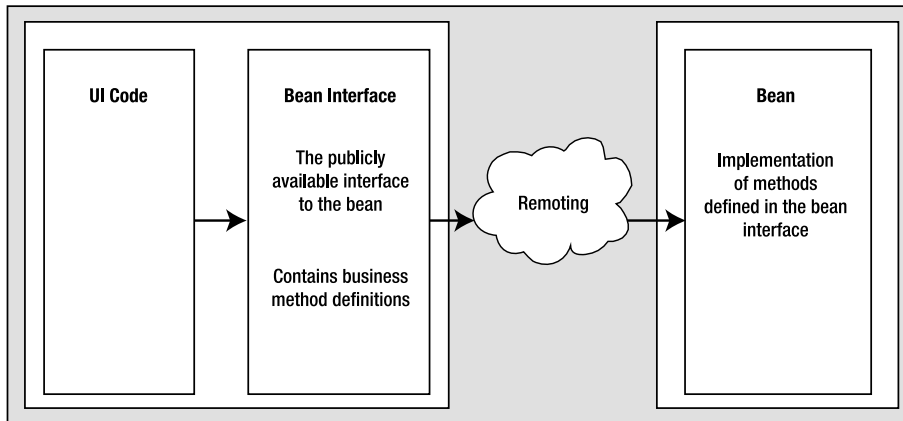 UI Code
Bean Interface
The publicly
available interface
to the bean
Contains business
method definitions
Remoting
Bean
Implementation
of methods
defined in the bean
interface